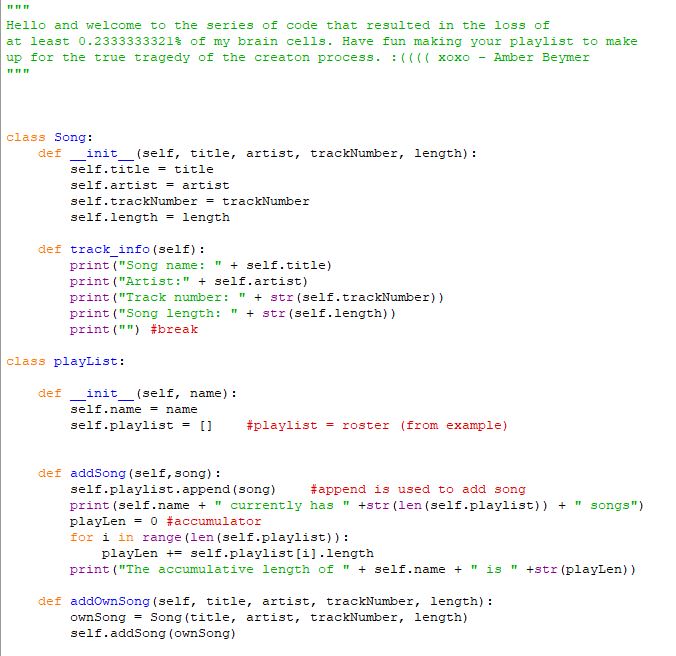 """
Hello and welcome to the series of code that resulted in the loss of
at least 0.2333333321% of my brain cells. Have fun making your playlist to make
up for the true tragedy of the creaton process. :(((( xoxo - Amber Beymer
"""
class Song:
    def __init__(self, title, artist, trackNumber, length):
        self.title = title
        self.artist = artist
        self.trackNumber = trackNumber
        self.length = length
    def track_info(self):
        print("Song name: " + self.title)
        print("Artist:" + self.artist)
        print("Track number: " + str(self.trackNumber))
        print("Song length: " + str(self.length))
        print("") #break
class playList:
    def __init__(self, name):
        self.name = name
        self.playlist = []    #playlist = roster (from example)
    def addSong(self,song):
        self.playlist.append(song)    #append is used to add song
        print(self.name + " currently has " +str(len(self.playlist)) + " songs")
        playLen = 0 #accumulator
        for i in range(len(self.playlist)):
            playLen += self.playlist[i].length
        print("The accumulative length of " + self.name + " is " +str(playLen))
    def addOwnSong(self, title, artist, trackNumber, length):
        ownSong = Song(title, artist, trackNumber, length)
        self.addSong(ownSong)